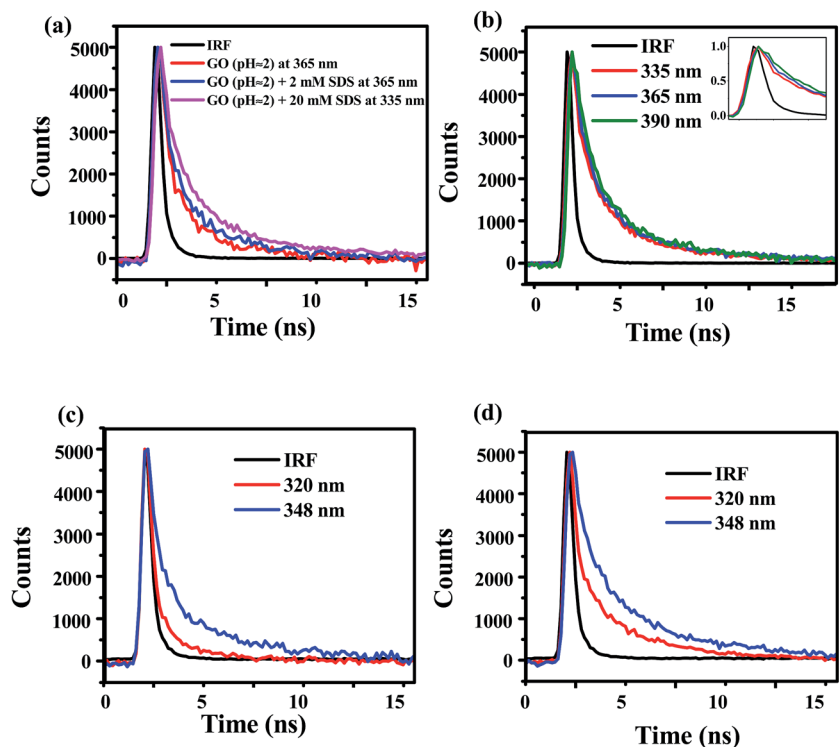 (a)
IRF
GO (pH≈2) at 365 nm
GO (pH≈2) + 2 mM SDS at 365 nm
GO (pH≈2) + 20 mM SDS at 335 nm
5000
4000
3000
2000
1000
0
Counts
0 5 10 15
Time (ns)
(b)
IRF
335 nm
365 nm
390 nm
1.0
0.5
0.0
5000
4000
3000
2000
1000
0
Counts
0 5 10 15
Time (ns)
(c)
IRF
320 nm
348 nm
5000
4000
3000
2000
1000
0
Counts
0 5 10 15
Time (ns)
(d)
IRF
320 nm
348 nm
5000
4000
3000
2000
1000
0
Counts
0 5 10 15
Time (ns)